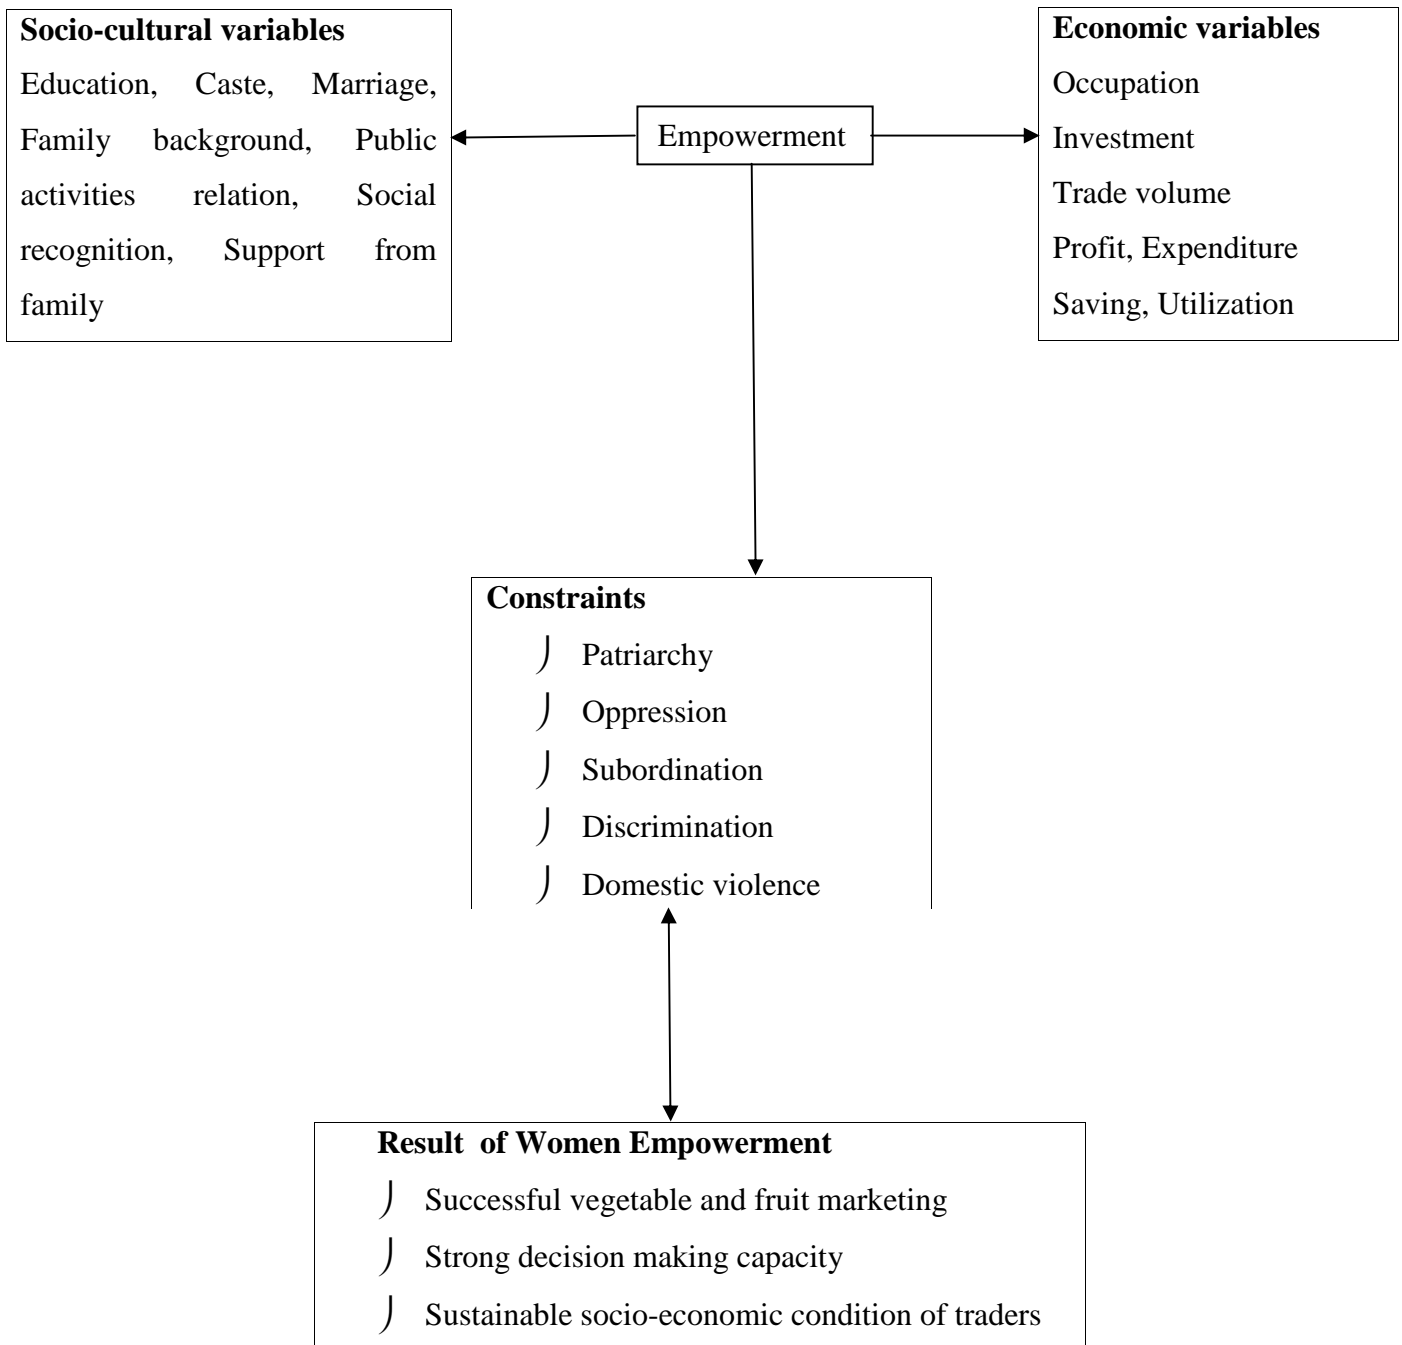 Socio-cultural variables
Education, Caste, Marriage,
Family background, Public
activities relation, Social
recognition, Support from
family
Empowerment
Economic variables
Occupation
Investment
Trade volume
Profit, Expenditure
Saving, Utilization
Constraints
Patriarchy
Oppression
Subordination
Discrimination
Domestic violence
Result of Women Empowerment
Successful vegetable and fruit marketing
Strong decision making capacity
Sustainable socio-economic condition of traders